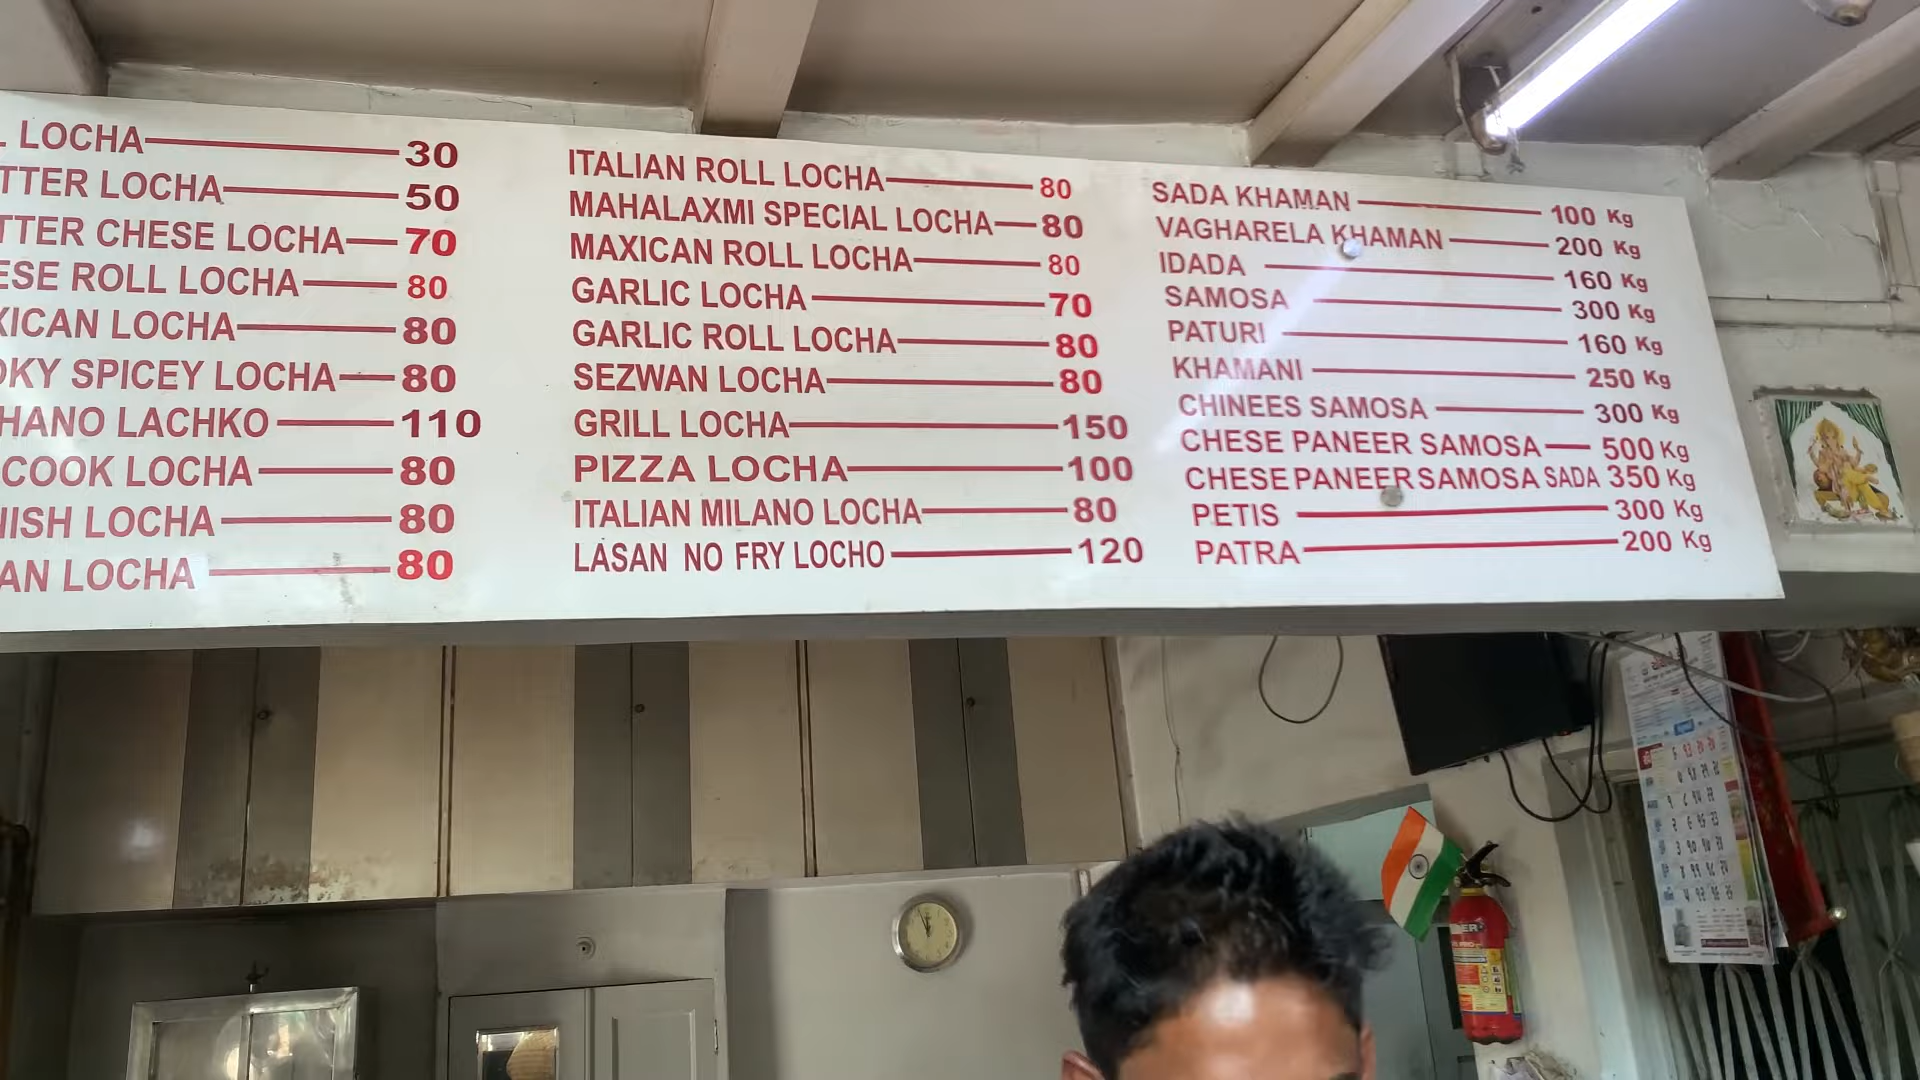 L LOCHA 30
TTER LOCHA 50
TTER CHESE LOCHA 70
ESE ROLL LOCHA 80
XICAN LOCHA 80
OKY SPICEY LOCHA 80
HANO LACHKO 110
COOK LOCHA 80
NISH LOCHA 80
AN LOCHA 80
ITALIAN ROLL LOCHA 80
MAHALAXMI SPECIAL LOCHA 80
MAXICAN ROLL LOCHA 80
GARLIC LOCHA 70
GARLIC ROLL LOCHA 80
SEZWAN LOCHA 80
GRILL LOCHA 150
PIZZA LOCHA 100
ITALIAN MILANO LOCHA 80
LASAN NO FRY LOCHO 120
SADA KHAMAN 100 Kg
VAGHARELA KHAMAN 200 Kg
IDADA 160 Kg
SAMOSA 300 Kg
PATURI 160 Kg
KHAMANI 250 Kg
CHINEES SAMOSA 300 Kg
CHESE PANEER SAMOSA 500 Kg
CHESE PANEER SAMOSA SADA 350 Kg
PETIS 300 Kg
PATRA 200 Kg